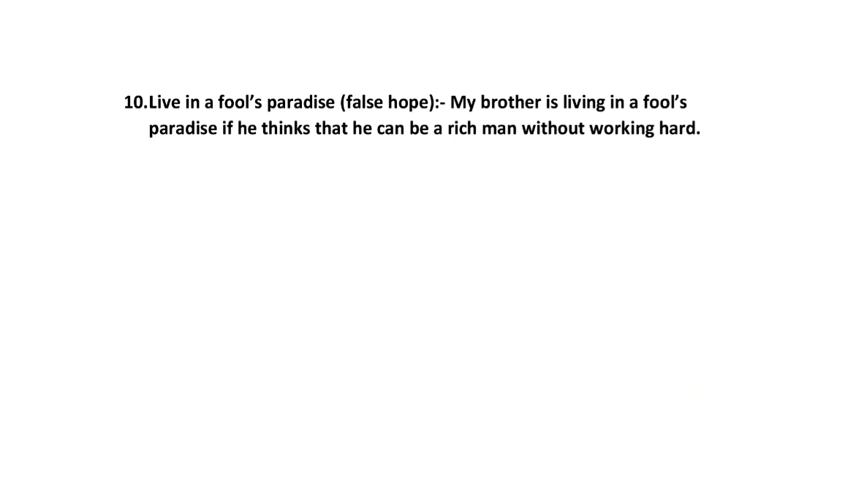 10.Live in a fool’s paradise (false hope):- My brother is living in a fool’s
paradise if he thinks that he can be a rich man without working hard.